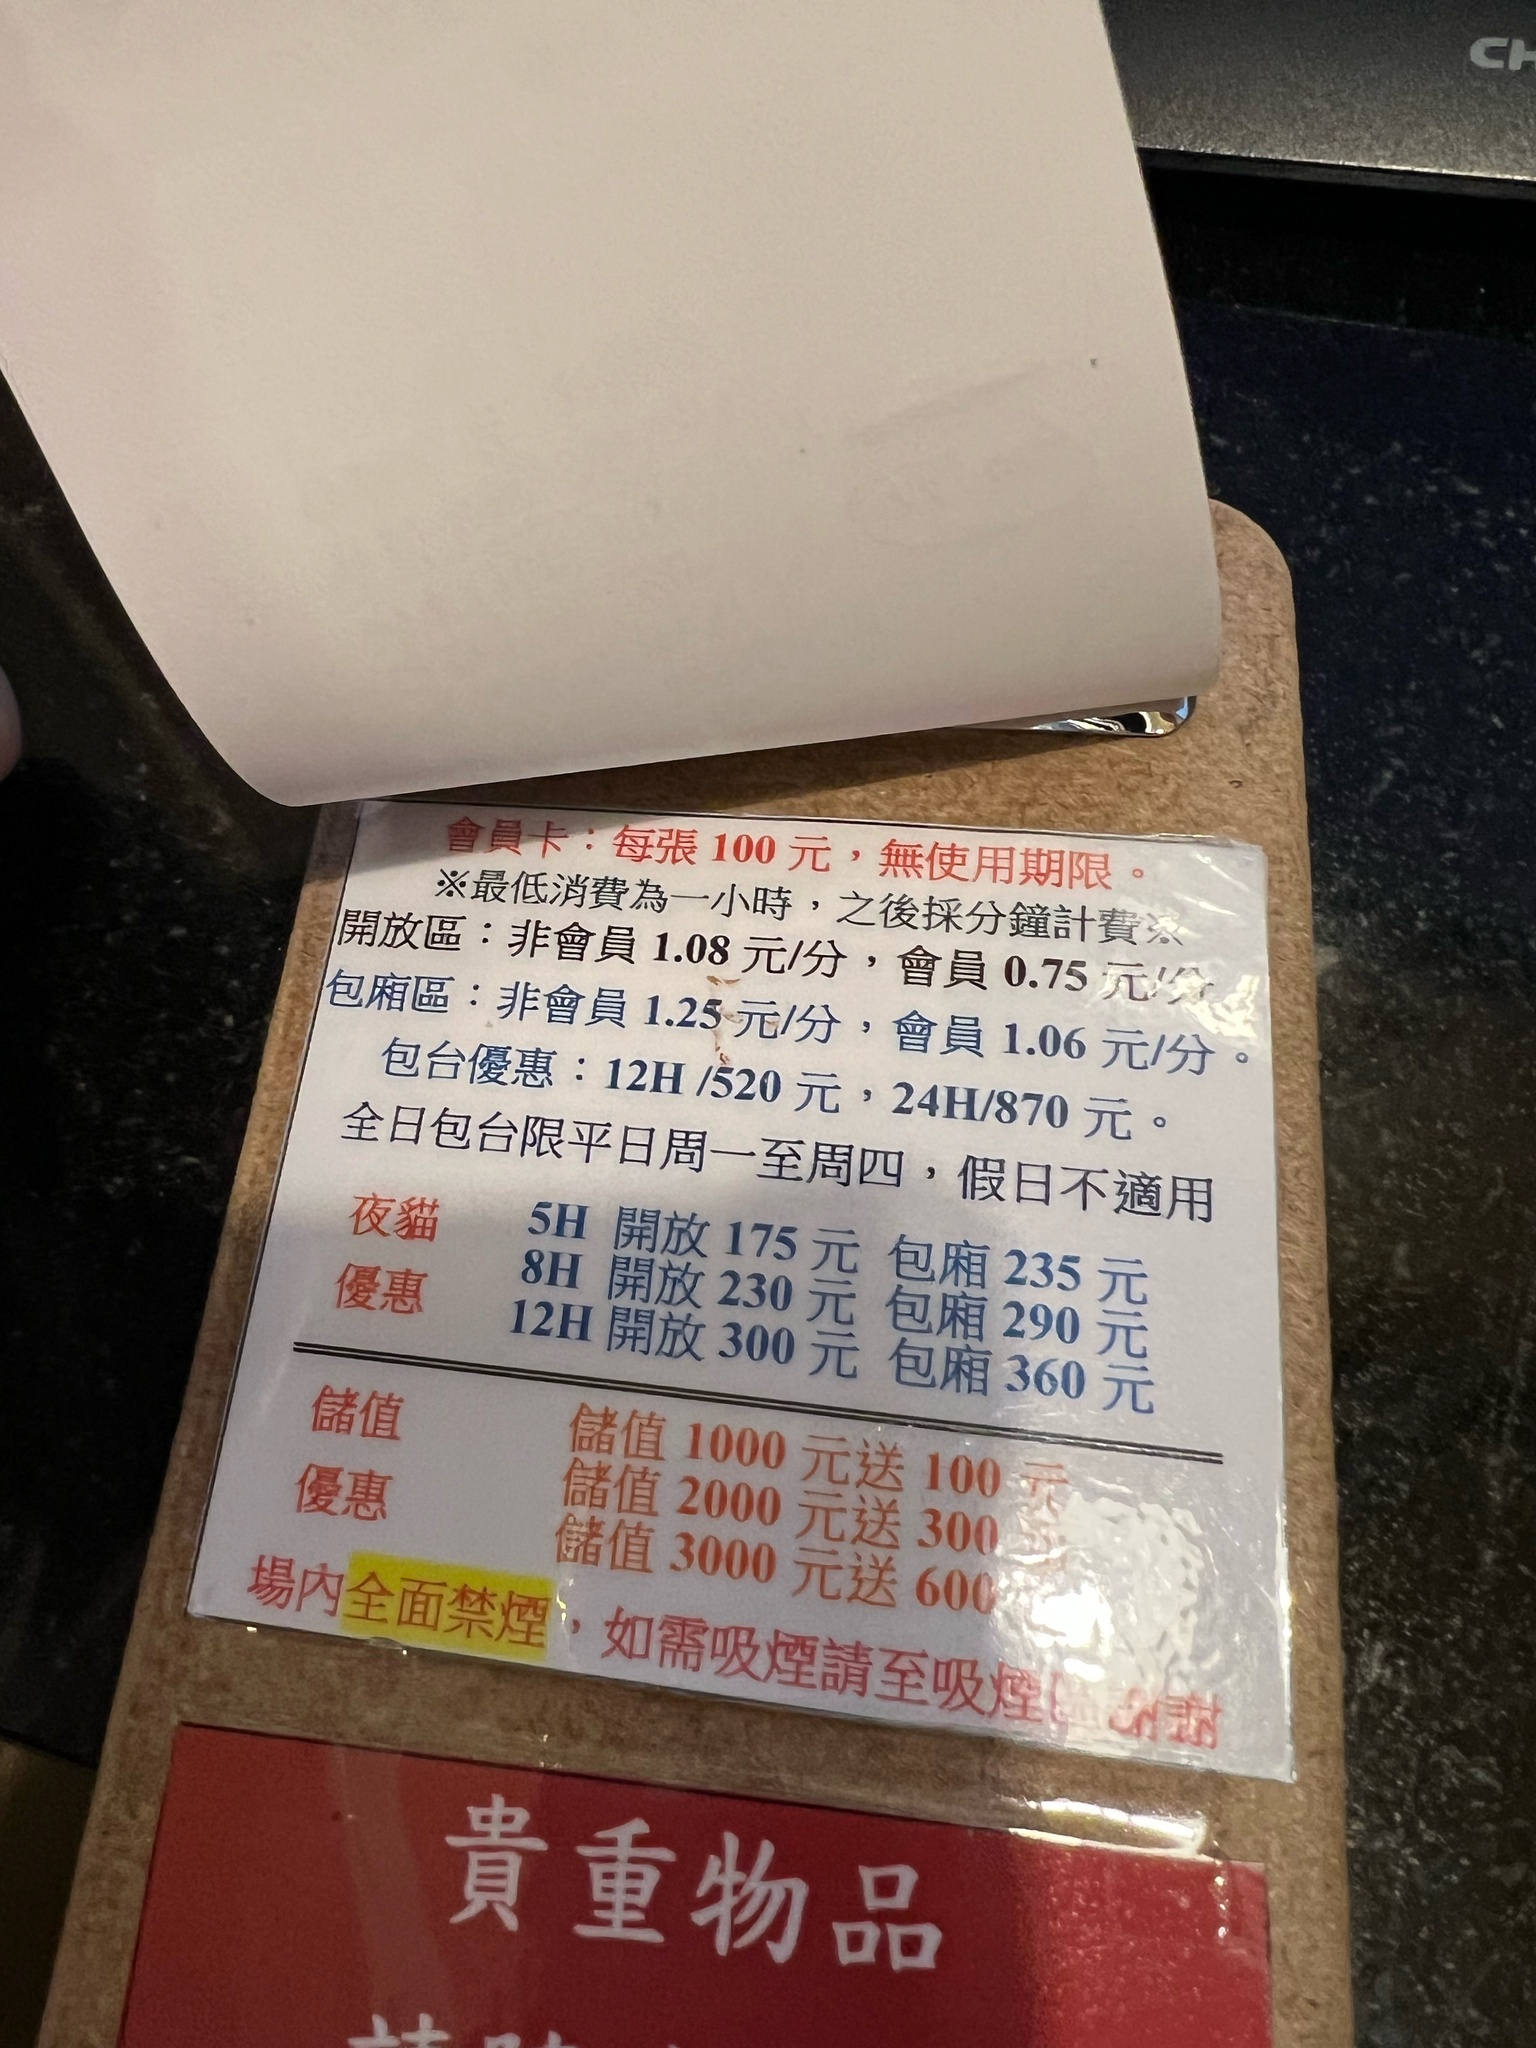 CH
會員卡：每張 100 元，無使用期限。
※最低消費為一小時，之後採分鐘計費※
開放區：非會員 1.08 元/分，會員 0.75 元/分
包廂區：非會員 1.25 元/分，會員 1.06 元/分。
包台優惠：12H /520 元，24H/870 元。
全日包台限平日周一至周四，假日不適用
夜貓 5H 開放 175 元 包廂 235 元
優惠 8H 開放 230 元 包廂 290 元
12H 開放 300 元 包廂 360 元
儲值 儲值 1000 元送 100 元
優惠 儲值 2000 元送 300 元
儲值 3000 元送 600
場內全面禁煙，如需吸煙請至吸煙
貴重物品